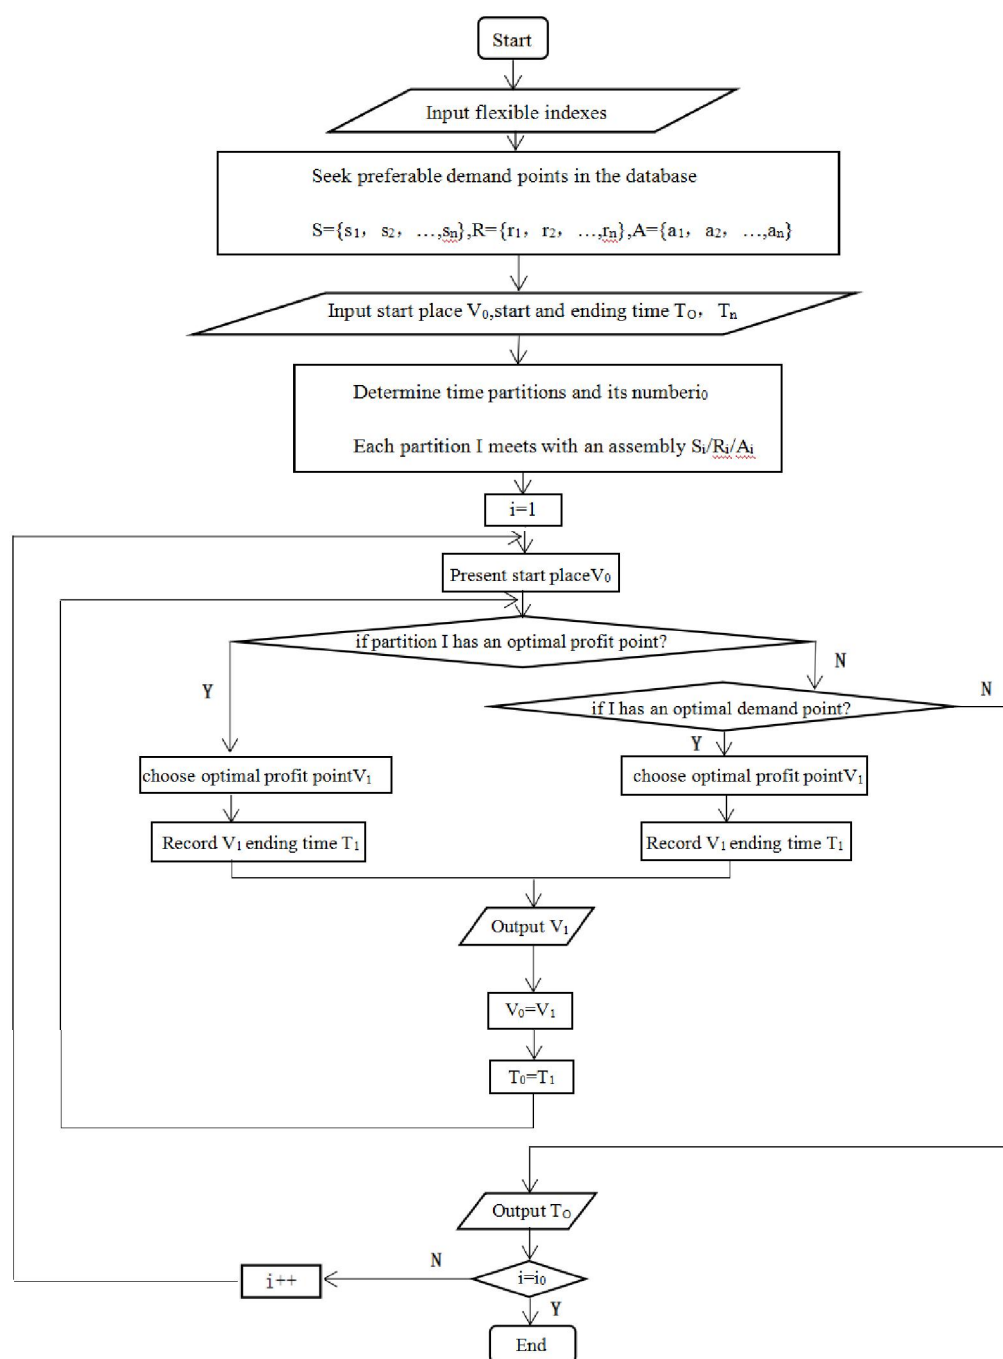 Start
Input flexible indexes
Seek preferable demand points in the database
S={s₁， s₂， …,sₙ},R={r₁， r₂， …,rₙ},A={a₁， a₂， …,aₙ}
Input start place V₀,start and ending time T_O， Tₙ
Determine time partitions and its numberi₀
Each partition I meets with an assembly Sᵢ/Rᵢ/Aᵢ
i=1
Present start placeV₀
if partition I has an optimal profit point?
N
Y
if I has an optimal demand point?
N
Y
choose optimal profit pointV₁
choose optimal profit pointV₁
Record V₁ ending time T₁
Record V₁ ending time T₁
Output V₁
V₀=V₁
T₀=T₁
Output T_O
N
i++
i=i₀
Y
End